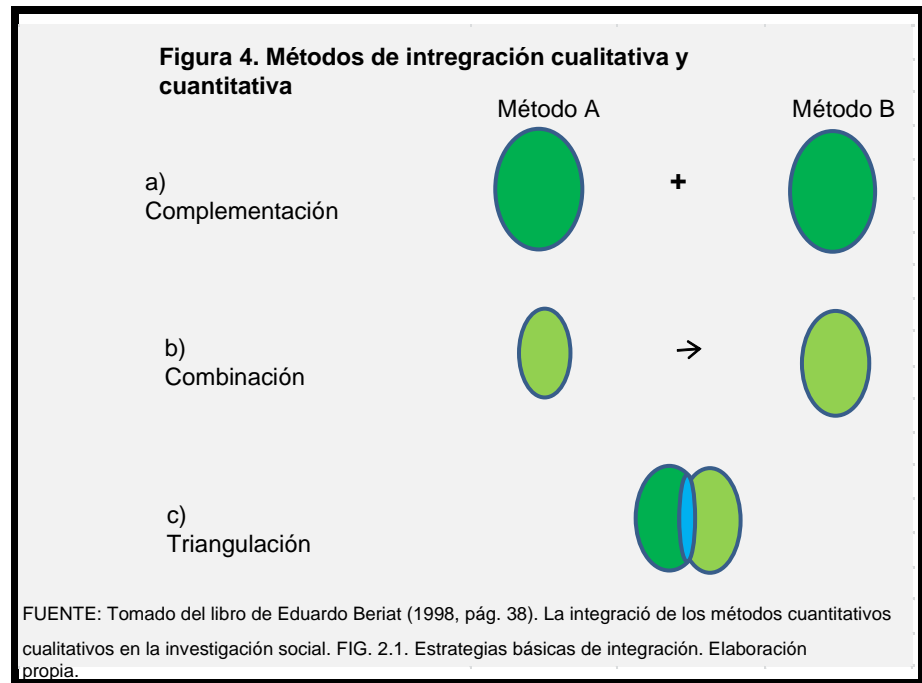 Figura 4. Métodos de intregración cualitativa y
cuantitativa
Método A
Método B
a)
Complementación
+
b)
Combinación
→
c)
Triangulación
FUENTE: Tomado del libro de Eduardo Beriat (1998, pág. 38). La integració de los métodos cuantitativos
cualitativos en la investigación social. FIG. 2.1. Estrategias básicas de integración. Elaboración
propia.